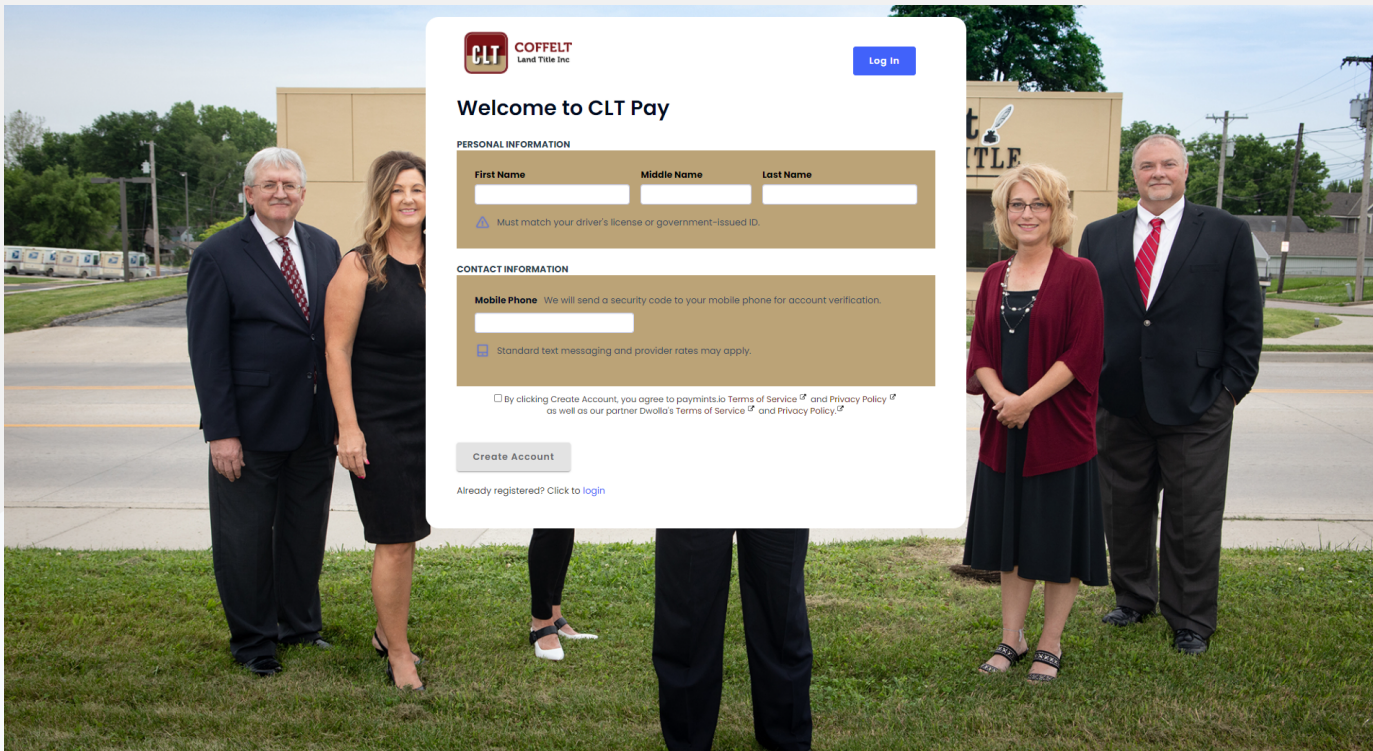 CLT COFFELT
Land Title Inc
Log In
Welcome to CLT Pay
PERSONAL INFORMATION
First Name Middle Name Last Name
Must match your driver's license or government-issued ID.
CONTACT INFORMATION
Mobile Phone We will send a security code to your mobile phone for account verification.
Standard text messaging and provider rates may apply.
By clicking Create Account, you agree to paymints.io Terms of Service and Privacy Policy
as well as our partner Dwolla's Terms of Service and Privacy Policy.
Create Account
Already registered? Click to login